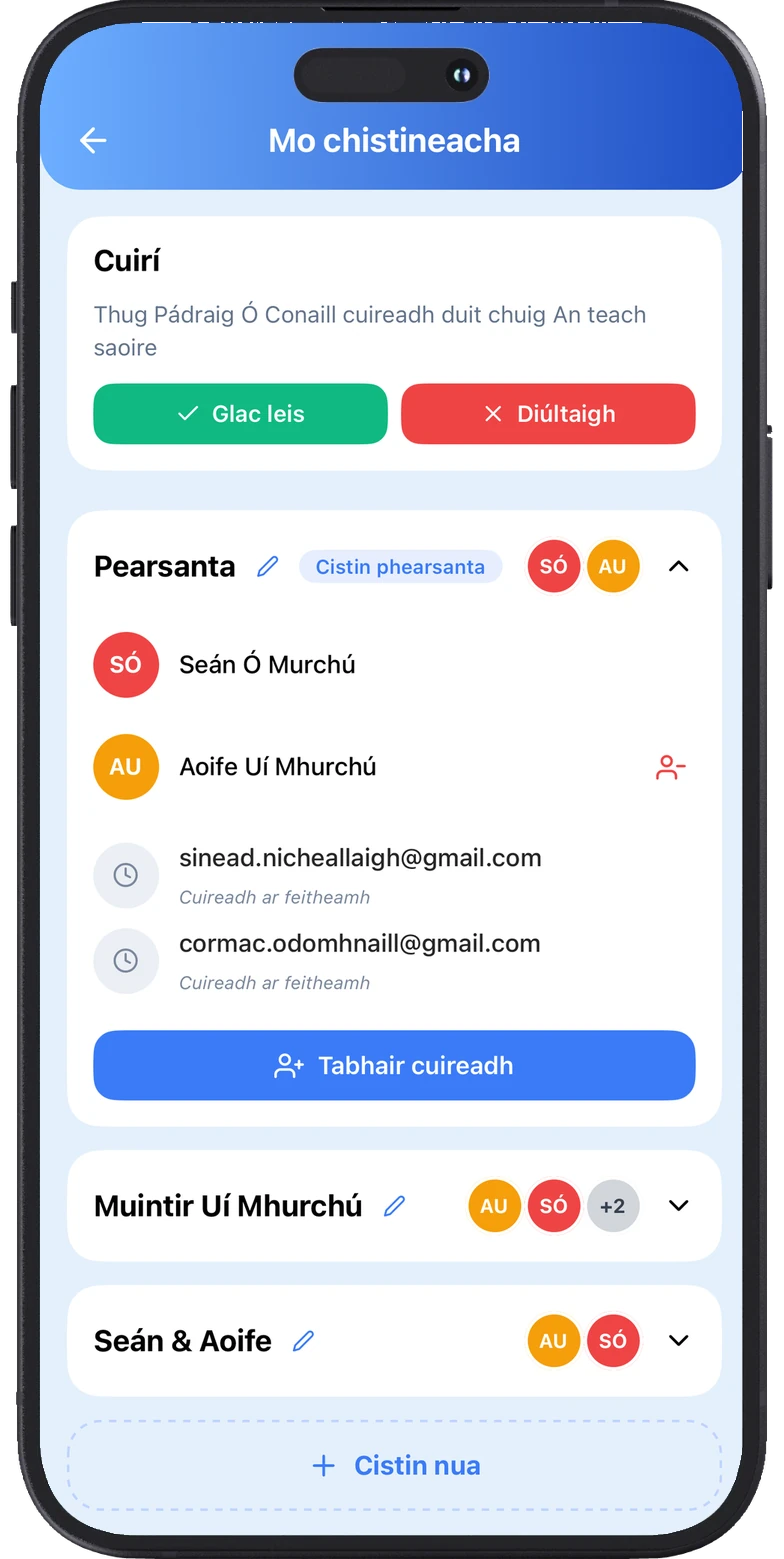 Mo chistineacha
Cuirí
Thug Pádraig Ó Conaill cuireadh duit chuig An teach
saoire
Glac leis
Diúltaigh
Pearsanta
Cistin phearsanta
SÓ
AU
SÓ
Seán Ó Murchú
AU
Aoife Uí Mhurchú
sinead.nicheallaigh@gmail.com
Cuireadh ar feitheamh
cormac.odomhnaill@gmail.com
Cuireadh ar feitheamh
Tabhair cuireadh
Muintir Uí Mhurchú
AU
SÓ
+2
Seán & Aoife
AU
SÓ
Cistin nua